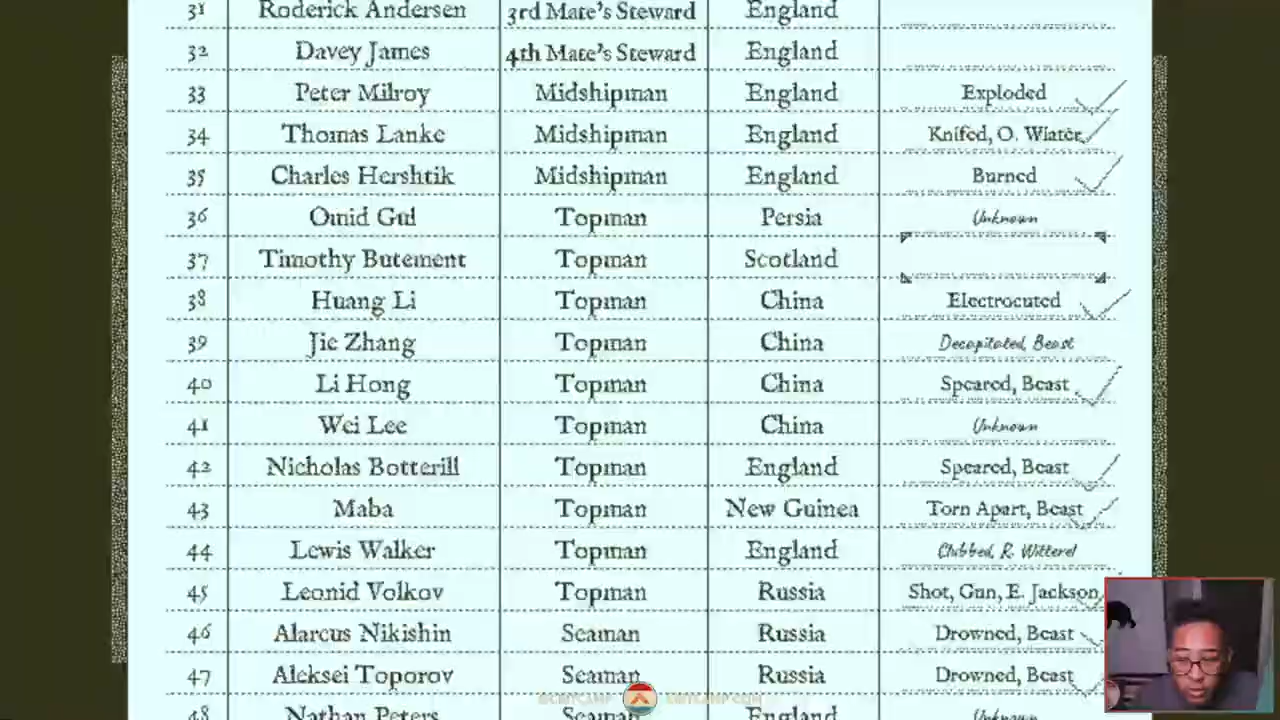 31 Roderick Andersen 3rd Mate's Steward England
32 Davey James 4th Mate's Steward England
33 Peter Milroy Midshipman England Exploded
34 Thomas Lanke Midshipman England Knifed, O. Wiater
35 Charles Hershtik Midshipman England Burned
36 Omid Gul Topman Persia Unknown
37 Timothy Butement Topman Scotland
38 Huang Li Topman China Electrocuted
39 Jie Zhang Topman China Decapitated, Beast
40 Li Hong Topman China Speared, Beast
41 Wei Lee Topman China Unknown
42 Nicholas Botterill Topman England Speared, Beast
43 Maba Topman New Guinea Torn Apart, Beast
44 Lewis Walker Topman England Clubbed, R. Witterel
45 Leonid Volkov Topman Russia Shot, Gun, E. Jackson
46 Alarcus Nikishin Seaman Russia Drowned, Beast
47 Aleksei Toporov Seaman Russia Drowned, Beast
48 Nathan Peters Seaman England Unknown